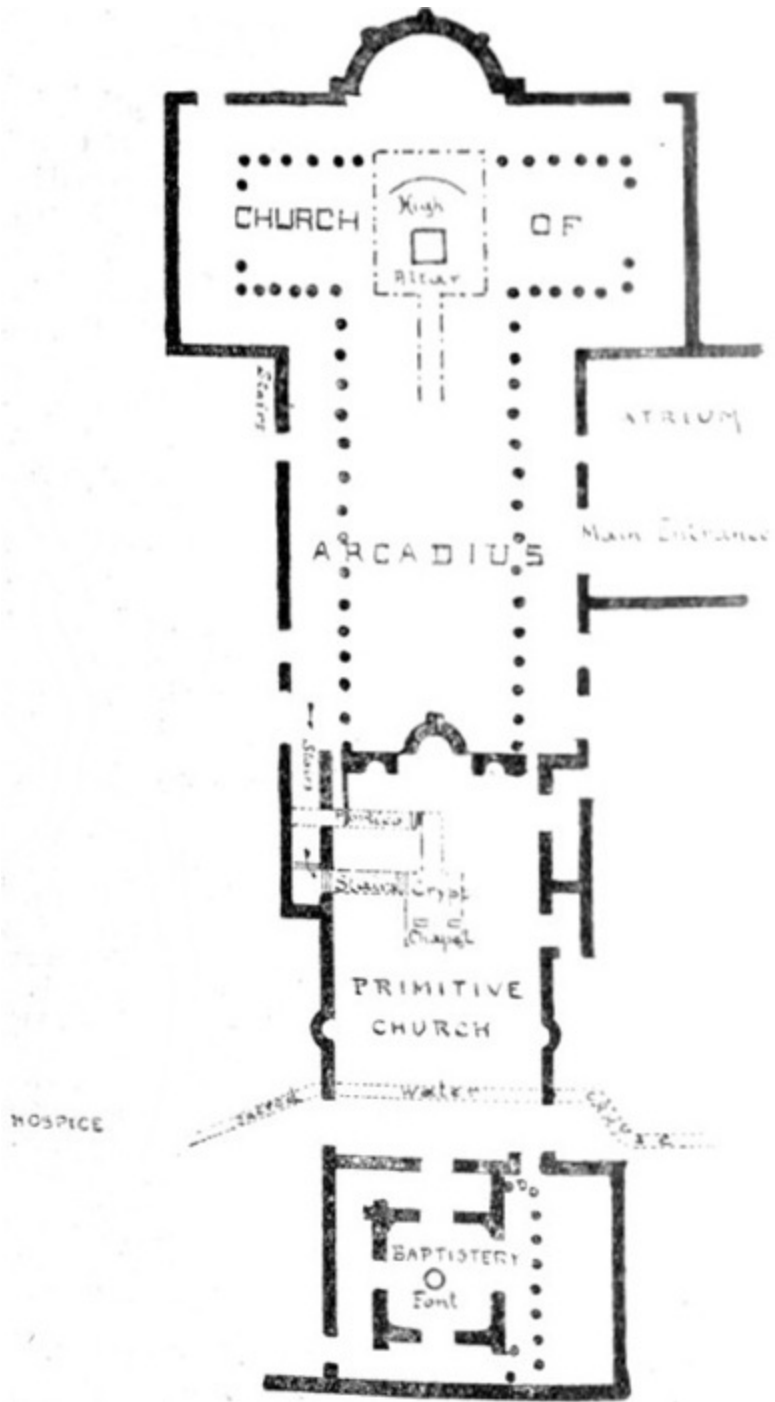 High
CHURCH OF
Altar
Stairs
ATRIUM
Main Entrance
ARCADIUS
Stairs
Crypt
Chapel
PRIMITIVE
CHURCH
Water
HOSPICE
BAPTISTERY
Font